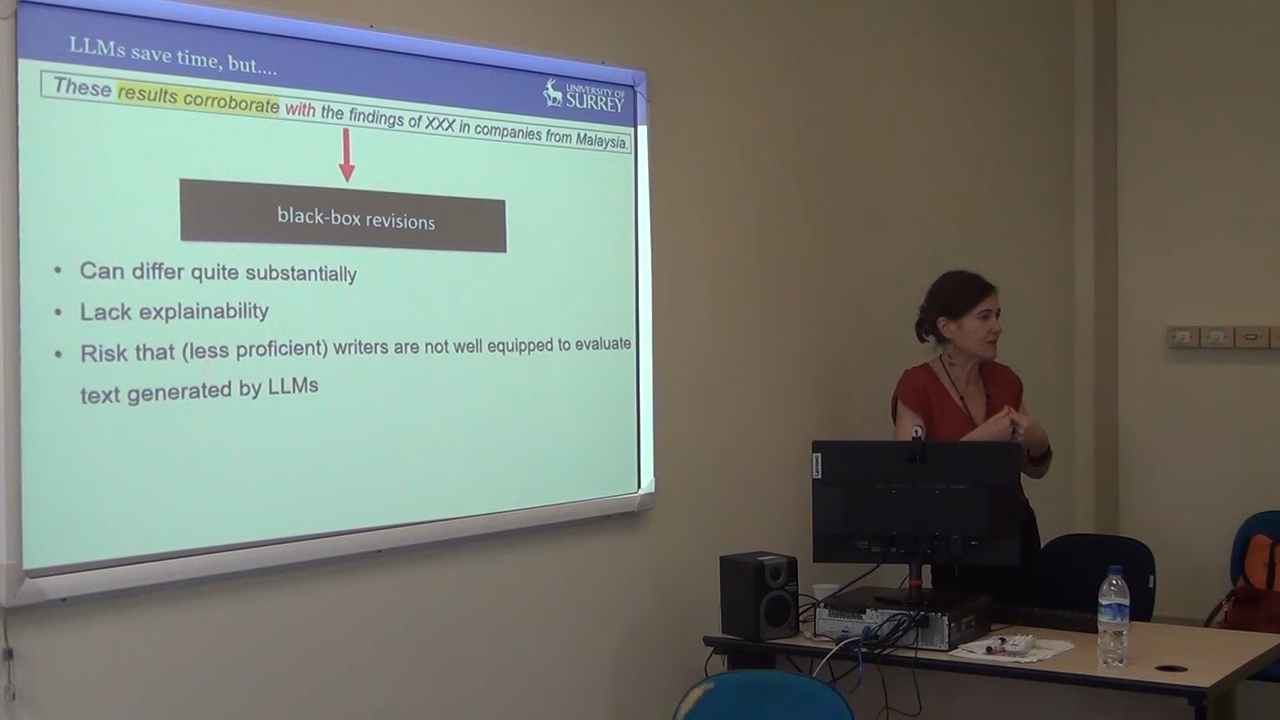 LLMs save time, but....
UNIVERSITY OF
SURREY
These results corroborate with the findings of XXX in companies from Malaysia.
black-box revisions
• Can differ quite substantially
• Lack explainability
• Risk that (less proficient) writers are not well equipped to evaluate
text generated by LLMs
Lenovo